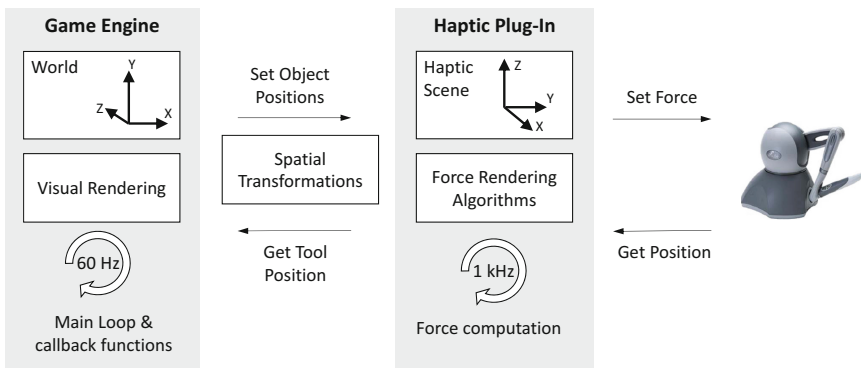 Game Engine
World
Y
Z
X
Visual Rendering
60 Hz
Main Loop &
callback functions
Set Object
Positions
Spatial
Transformations
Get Tool
Position
Haptic Plug-In
Haptic
Scene
Z
Y
X
Force Rendering
Algorithms
1 kHz
Force computation
Set Force
Get Position